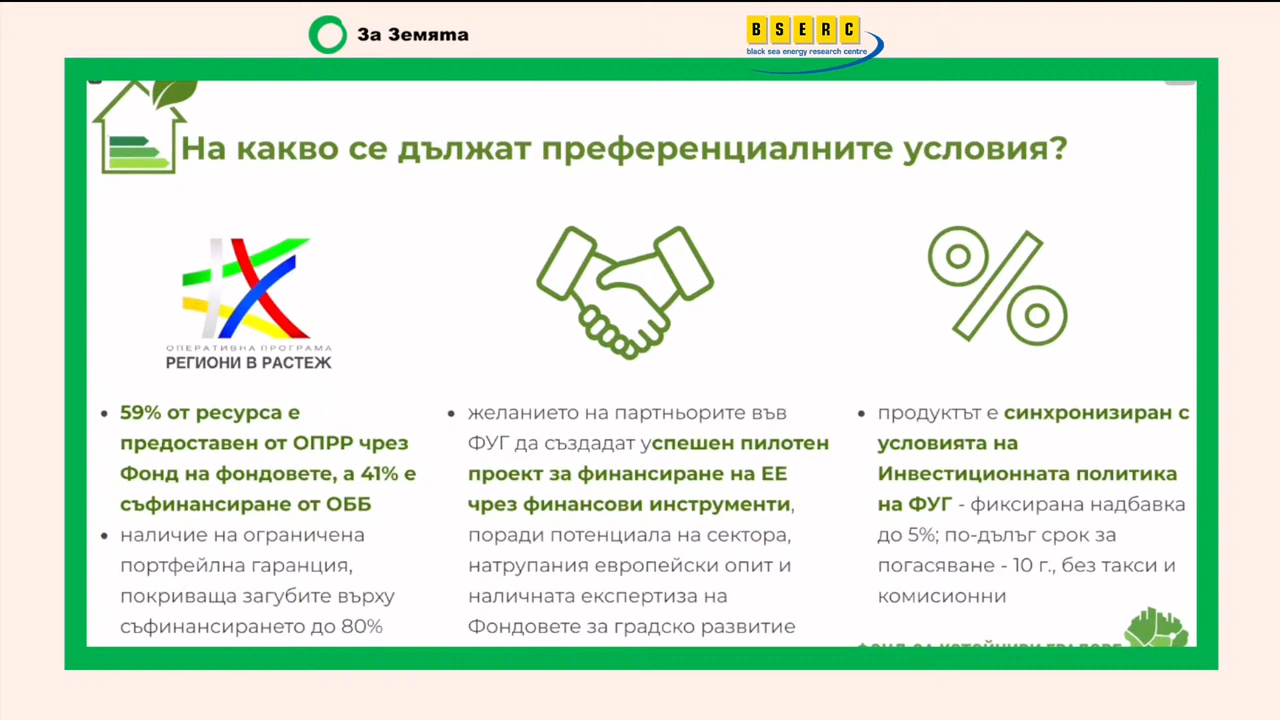 За Земята
BSERC
black sea energy research centre
На какво се дължат преференциалните условия?
ОПЕРАТИВНА ПРОГРАМА
РЕГИОНИ В РАСТЕЖ
• 59% от ресурса е
предоставен от ОПРР чрез
Фонд на фондовете, а 41% е
съфинансиране от ОББ
• наличие на ограничена
портфейлна гаранция,
покриваща загубите върху
съфинансирането до 80%
• желанието на партньорите във
ФУГ да създадат успешен пилотен
проект за финансиране на ЕЕ
чрез финансови инструменти,
поради потенциала на сектора,
натрупания европейски опит и
наличната експертиза на
Фондовете за градско развитие
• продуктът е синхронизиран с
условията на
Инвестиционната политика
на ФУГ - фиксирана надбавка
до 5%; по-дълъг срок за
погасяване - 10 г., без такси и
комисионни